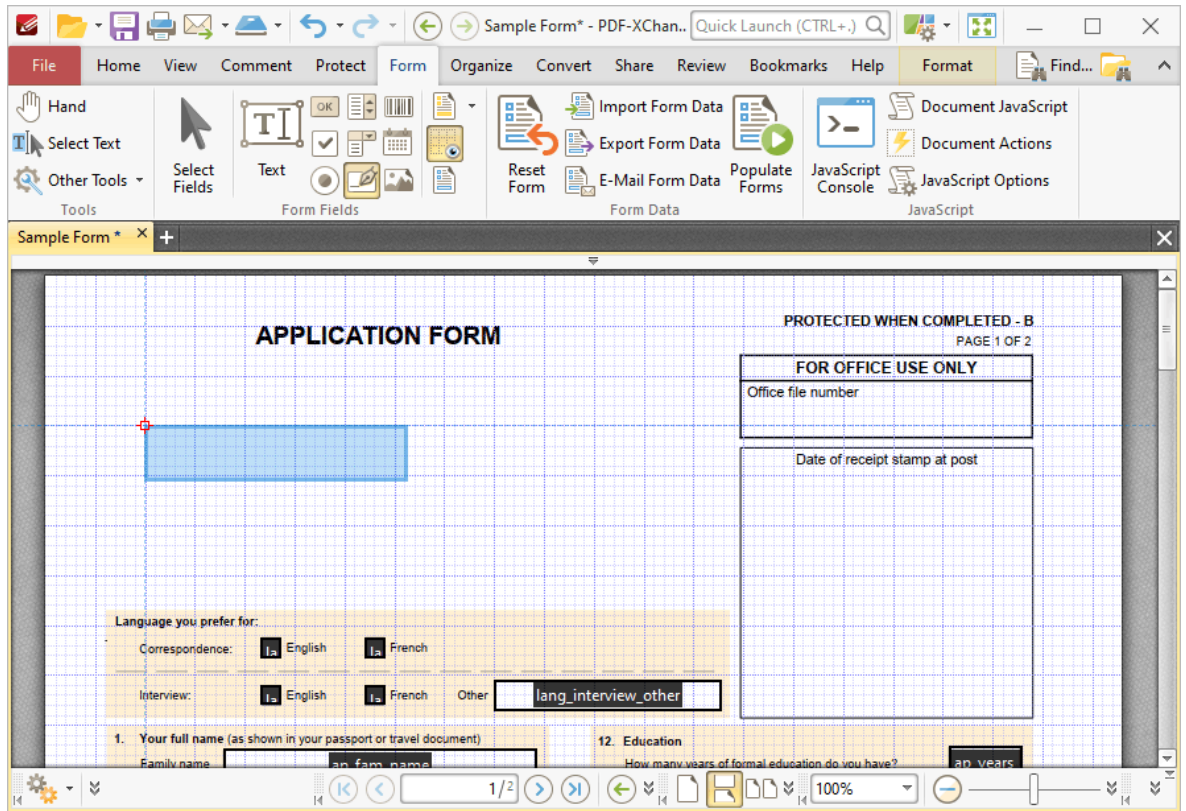 Sample Form* - PDF-XChan..
Quick Launch (CTRL+.)
File Home View Comment Protect Form Organize Convert Share Review Bookmarks Help Format Find...
Hand
Select Text
Other Tools
Tools
Select Fields
Text
OK
Form Fields
Reset Form
Import Form Data
Export Form Data
E-Mail Form Data
Populate Forms
Form Data
JavaScript Console
Document JavaScript
Document Actions
JavaScript Options
JavaScript
Sample Form *
APPLICATION FORM
PROTECTED WHEN COMPLETED - B
PAGE 1 OF 2
FOR OFFICE USE ONLY
Office file number
Date of receipt stamp at post
Language you prefer for:
Correspondence: la English la French
Interview: la English la French Other lang_interview_other
1. Your full name (as shown in your passport or travel document)
Family name ap_fam_name
12. Education
How many years of formal education do you have? ap_years
1/2
100%